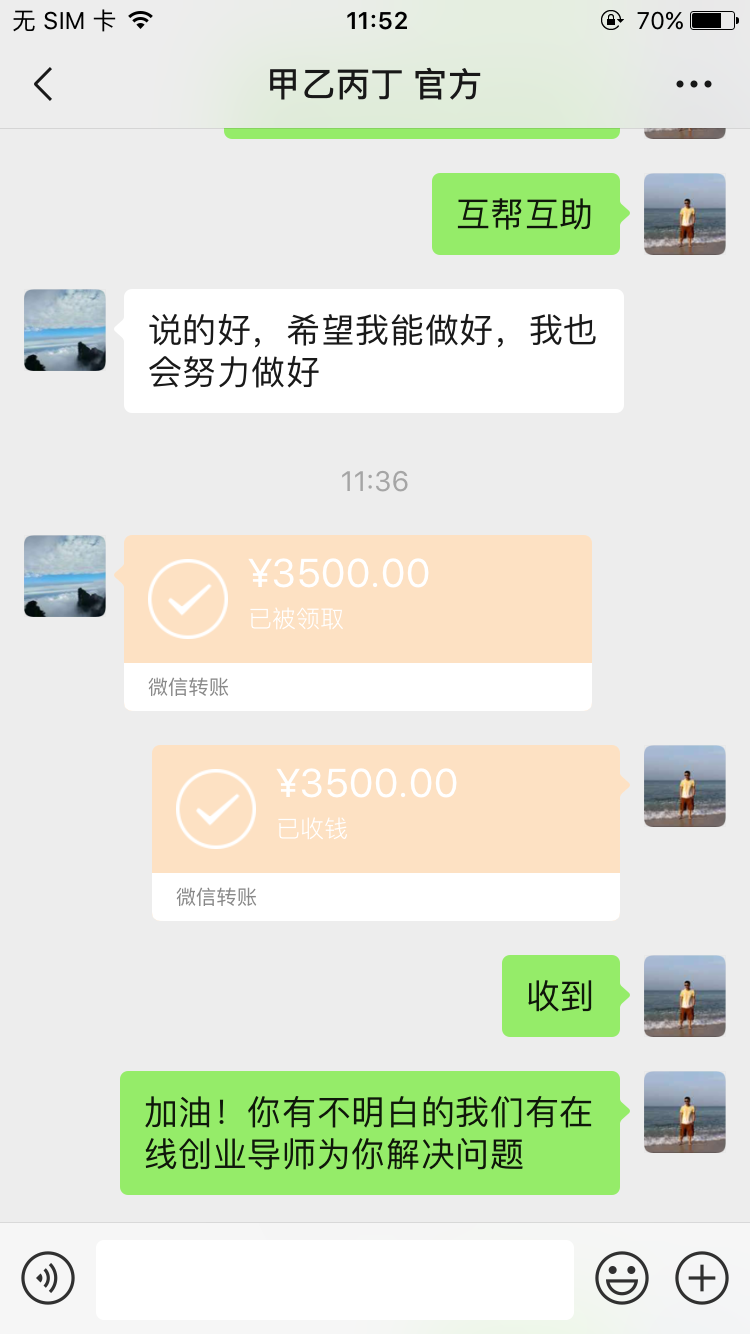 无 SIM 卡
11:52
70%
甲乙丙丁 官方
互帮互助
说的好，希望我能做好，我也
会努力做好
11:36
¥3500.00
已被领取
微信转账
¥3500.00
已收钱
微信转账
收到
加油！你有不明白的我们有在
线创业导师为你解决问题